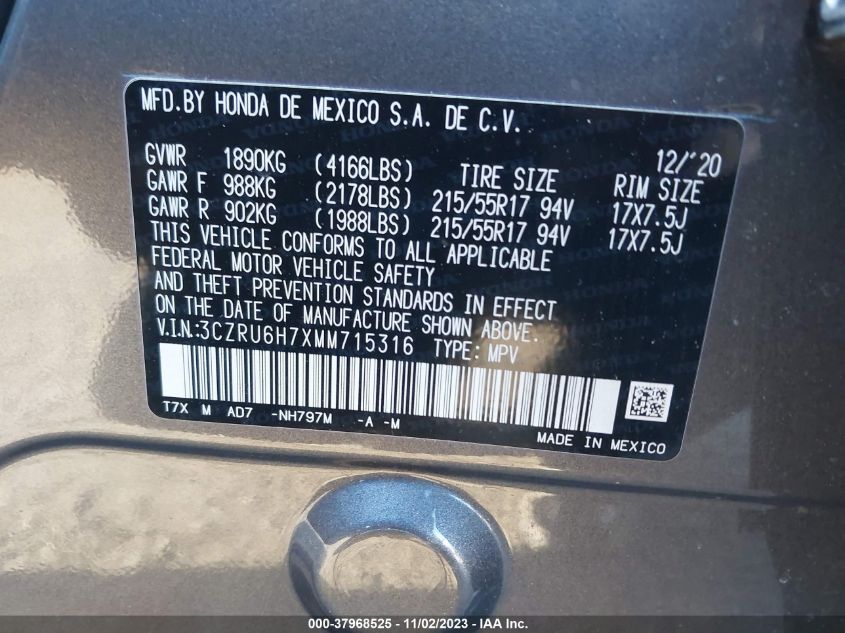 MFD.BY HONDA DE MEXICO S.A. DE C.V.
12/'20
GVWR 1890KG (4166LBS) TIRE SIZE RIM SIZE
GAWR F 988KG (2178LBS) 215/55R17 94V 17X7.5J
GAWR R 902KG (1988LBS) 215/55R17 94V 17X7.5J
THIS VEHICLE CONFORMS TO ALL APPLICABLE
FEDERAL MOTOR VEHICLE SAFETY
AND THEFT PREVENTION STANDARDS IN EFFECT
ON THE DATE OF MANUFACTURE SHOWN ABOVE.
V.I.N.:3CZRU6H7XMM715316 TYPE: MPV
T7X M AD7 -NH797M -A -M
MADE IN MEXICO
000-37968525 - 11/02/2023 - IAA Inc.